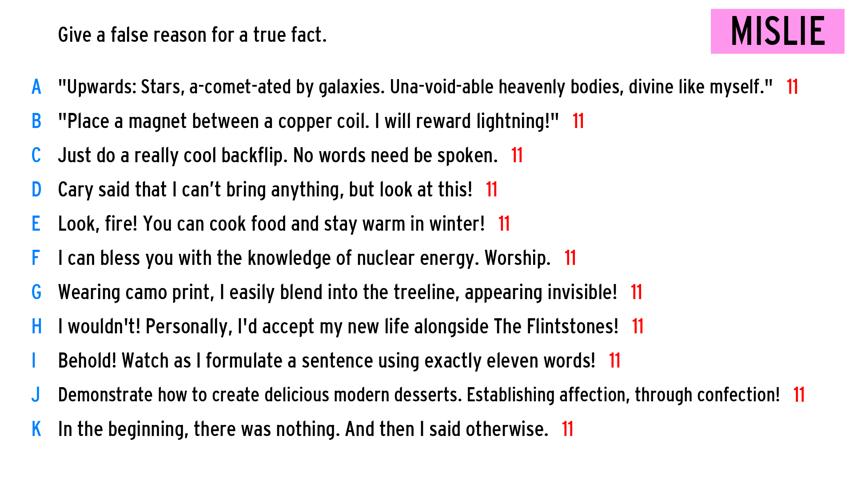 Give a false reason for a true fact.
MISLIE
A "Upwards: Stars, a-comet-ated by galaxies. Una-void-able heavenly bodies, divine like myself." 11
B "Place a magnet between a copper coil. I will reward lightning!" 11
C Just do a really cool backflip. No words need be spoken. 11
D Cary said that I can't bring anything, but look at this! 11
E Look, fire! You can cook food and stay warm in winter! 11
F I can bless you with the knowledge of nuclear energy. Worship. 11
G Wearing camo print, I easily blend into the treeline, appearing invisible! 11
H I wouldn't! Personally, I'd accept my new life alongside The Flintstones! 11
I Behold! Watch as I formulate a sentence using exactly eleven words! 11
J Demonstrate how to create delicious modern desserts. Establishing affection, through confection! 11
K In the beginning, there was nothing. And then I said otherwise. 11